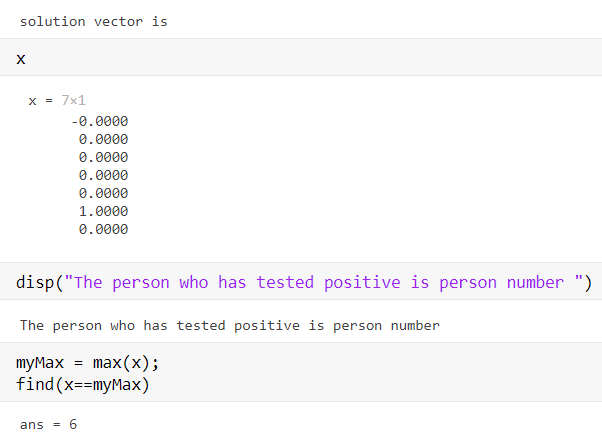 solution vector is
x
x = 7×1
-0.0000
0.0000
0.0000
0.0000
0.0000
1.0000
0.0000
disp("The person who has tested positive is person number ")
The person who has tested positive is person number
myMax = max(x);
find(x==myMax)
ans = 6